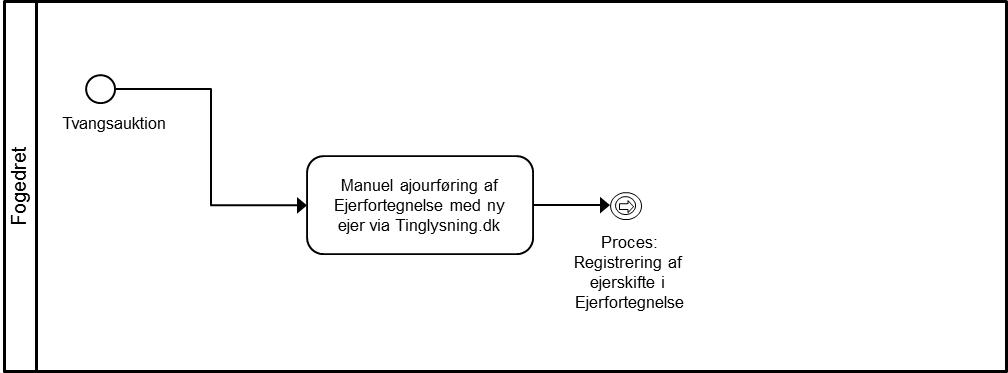 Fogedret
Tvangsauktion
Manuel ajourføring af
Ejerfortegnelse med ny
ejer via Tinglysning.dk
Proces:
Registrering af
ejerskifte i
Ejerfortegnelse